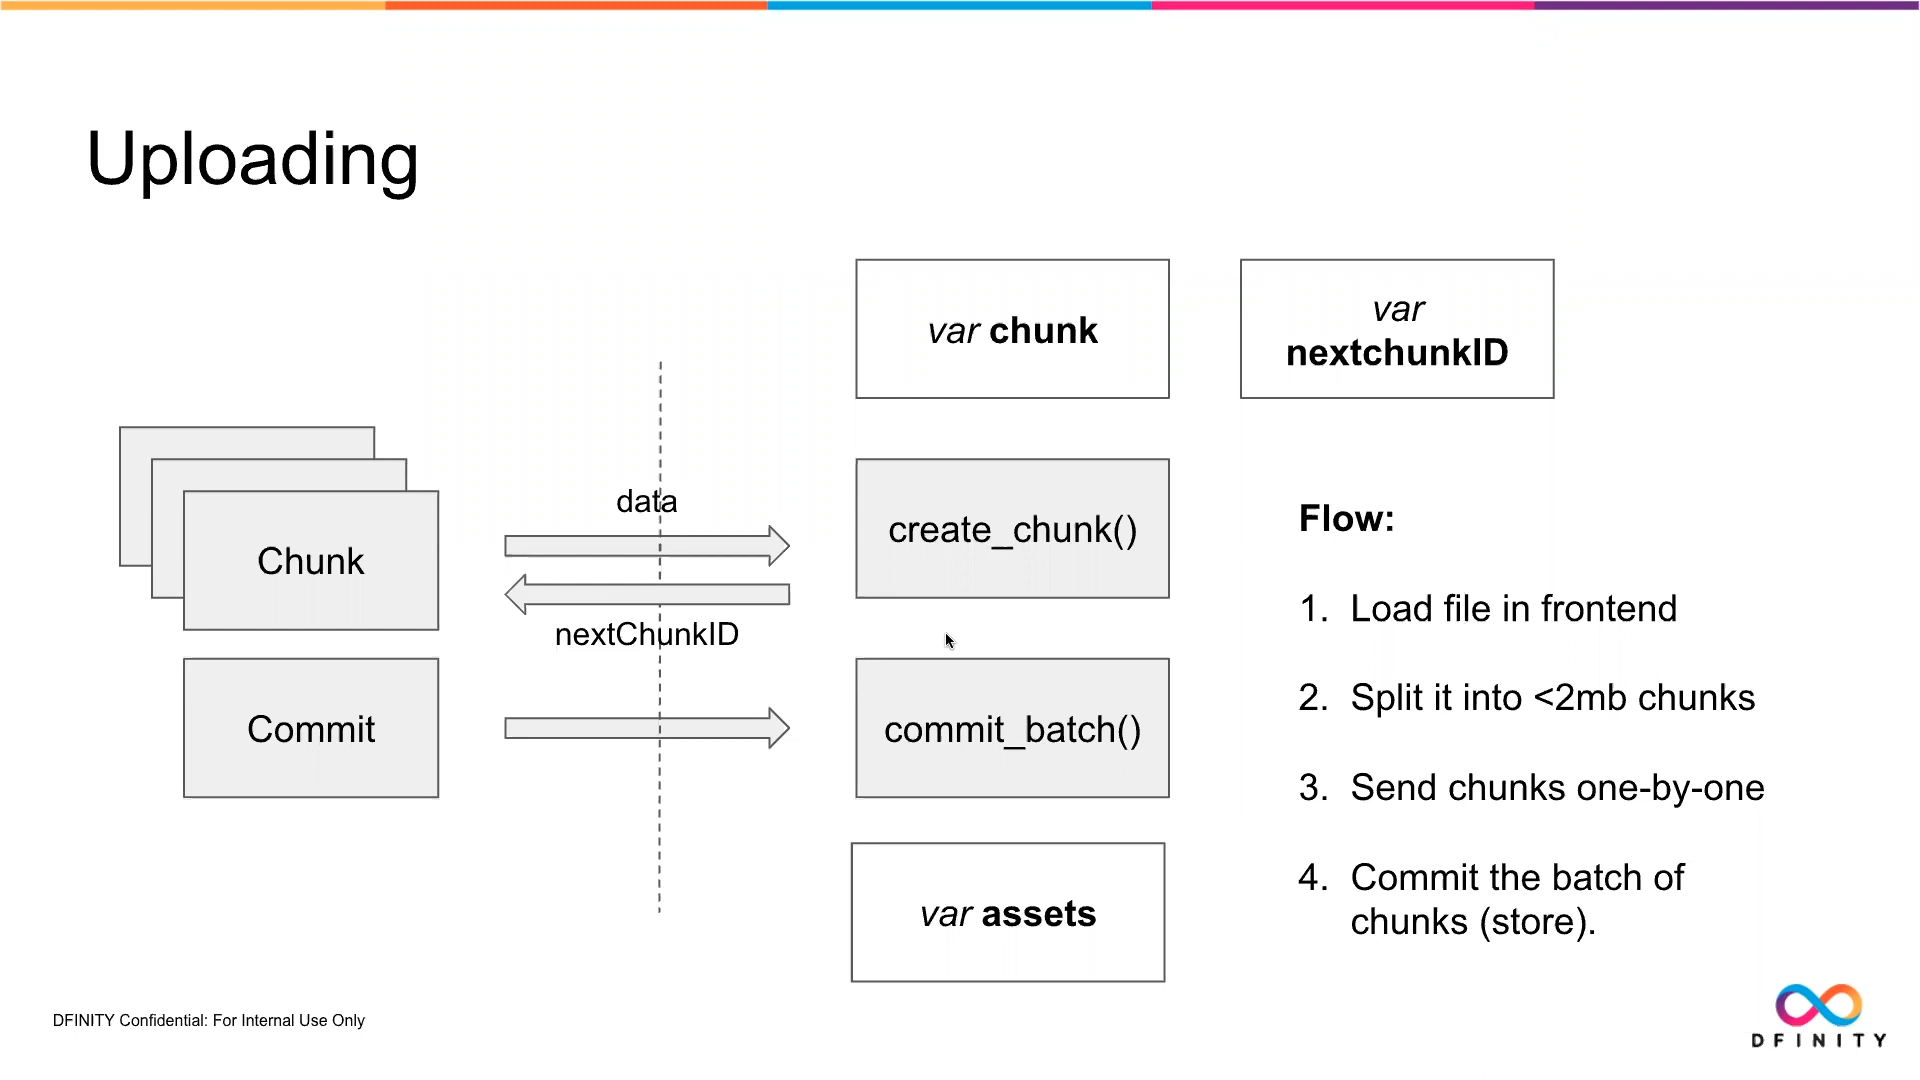 Uploading
var chunk
var
nextchunkID
data
Chunk
create_chunk()
nextChunkID
Commit
commit_batch()
var assets
Flow:
1. Load file in frontend
2. Split it into <2mb chunks
3. Send chunks one-by-one
4. Commit the batch of
chunks (store).
DFINITY Confidential: For Internal Use Only
DFINITY